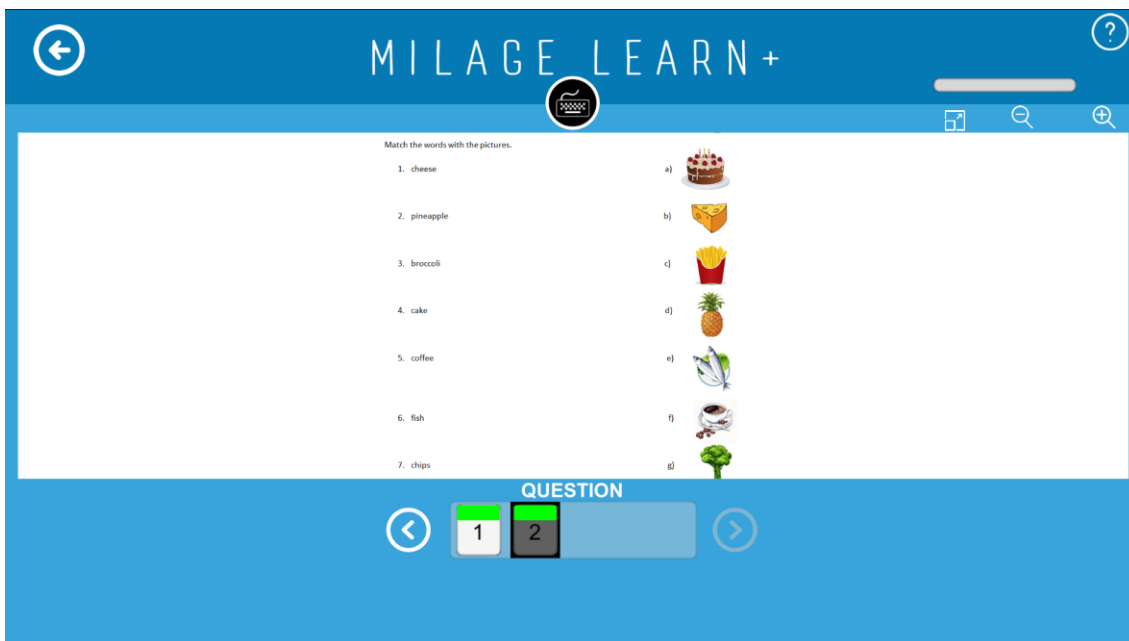 MILAGE LEARN+
?
Match the words with the pictures.
1. cheese a)
2. pineapple b)
3. broccoli c)
4. cake d)
5. coffee e)
6. fish f)
7. chips g)
QUESTION
1 2